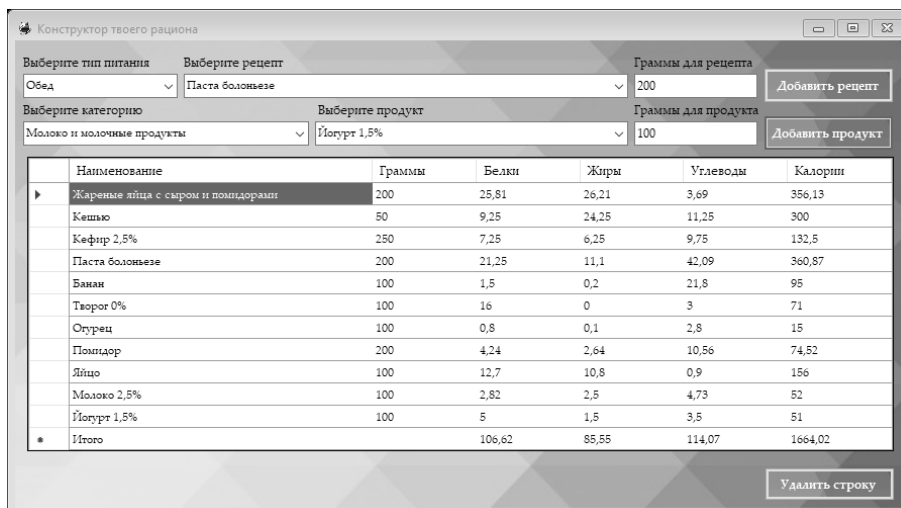 Конструктор твоего рациона
Выберите тип питания Выберите рецепт Граммы для рецепта
Обед Паста болоньезе 200 Добавить рецепт
Выберите категорию Выберите продукт Граммы для продукта
Молоко и молочные продукты Йогурт 1,5% 100 Добавить продукт
Наименование Граммы Белки Жиры Углеводы Калории
Жареные яйца с сыром и помидорами 200 25,81 26,21 3,69 356,13
Кешью 50 9,25 24,25 11,25 300
Кефир 2,5% 250 7,25 6,25 9,75 132,5
Паста болоньезе 200 21,25 11,1 42,09 360,87
Банан 100 1,5 0,2 21,8 95
Творог 0% 100 16 0 3 71
Огурец 100 0,8 0,1 2,8 15
Помидор 200 4,24 2,64 10,56 74,52
Яйцо 100 12,7 10,8 0,9 156
Молоко 2,5% 100 2,82 2,5 4,73 52
Йогурт 1,5% 100 5 1,5 3,5 51
Итого 106,62 85,55 114,07 1664,02
Удалить строку